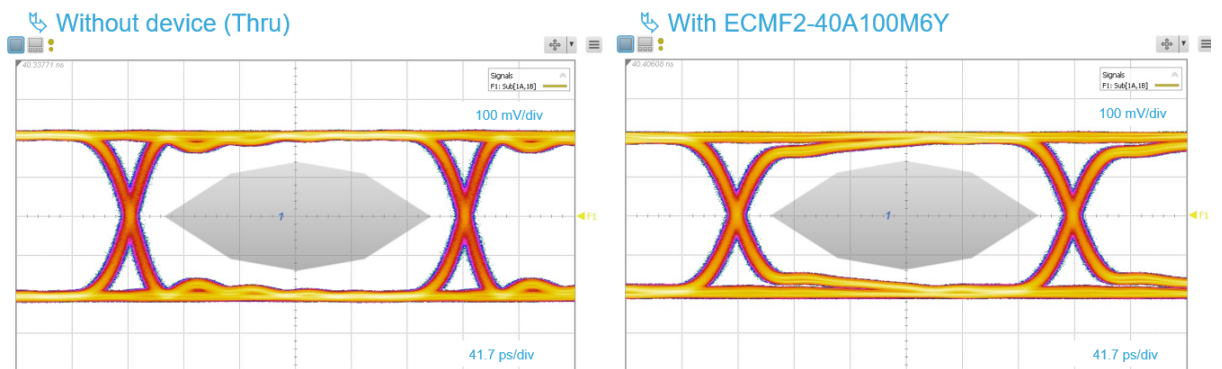 Without device (Thru)
40.33771 ns
Signals
F1: Sub[1A,1B]
100 mV/div
1
F1
41.7 ps/div
With ECMF2-40A100M6Y
40.40608 ns
Signals
F1: Sub[1A,1B]
100 mV/div
1
F1
41.7 ps/div